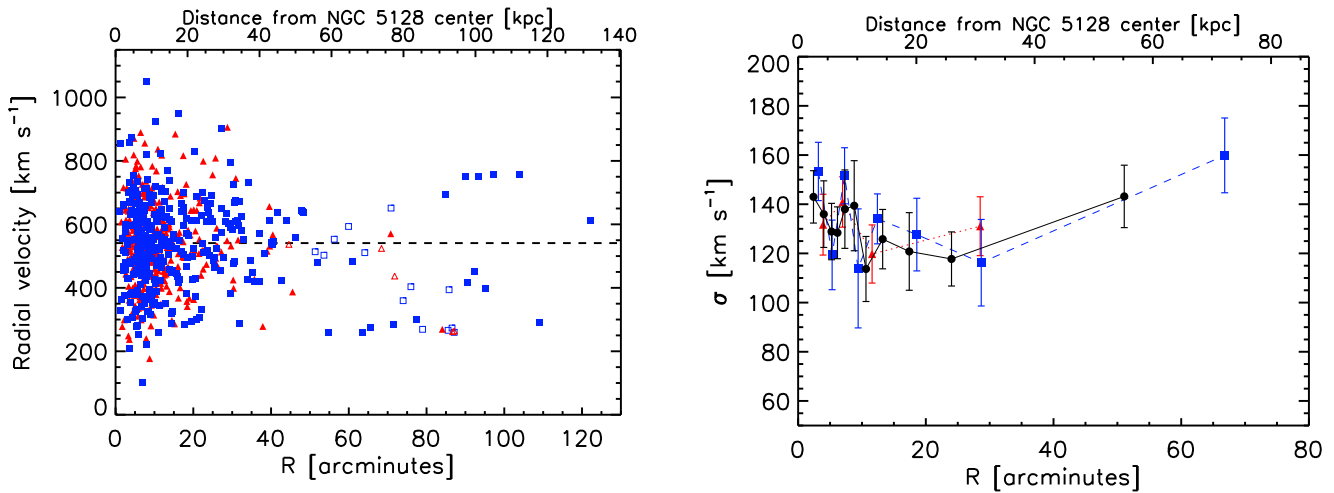 Distance from NGC 5128 center [kpc]
0 20 40 60 80 100 120 140
Radial velocity [km s⁻¹]
1000
800
600
400
200
0
0 20 40 60 80 100 120
R [arcminutes]
Distance from NGC 5128 center [kpc]
0 20 40 60 80
σ [km s⁻¹]
200
180
160
140
120
100
80
60
0 20 40 60 80
R [arcminutes]